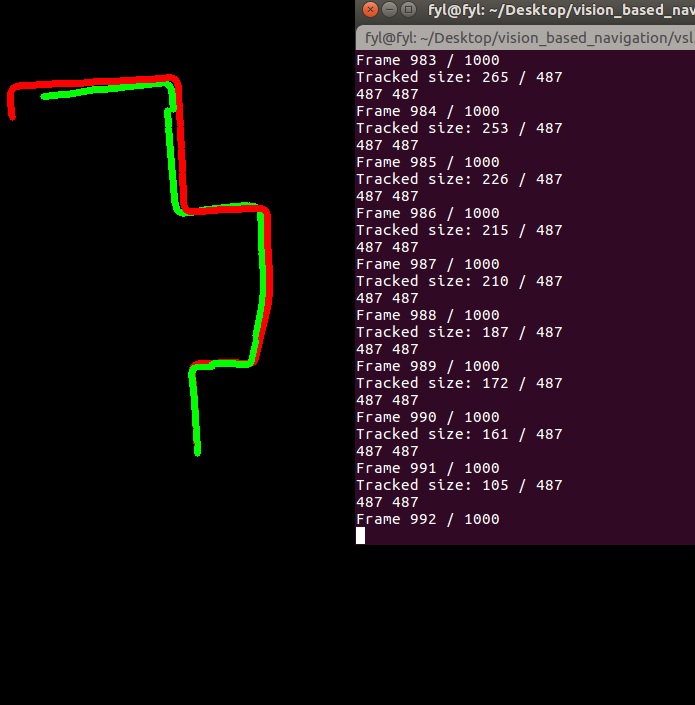 fyl@fyl: ~/Desktop/vision_based_navi
fyl@fyl: ~/Desktop/vision_based_navigation/vsl
Frame 983 / 1000
Tracked size: 265 / 487
487 487
Frame 984 / 1000
Tracked size: 253 / 487
487 487
Frame 985 / 1000
Tracked size: 226 / 487
487 487
Frame 986 / 1000
Tracked size: 215 / 487
487 487
Frame 987 / 1000
Tracked size: 210 / 487
487 487
Frame 988 / 1000
Tracked size: 187 / 487
487 487
Frame 989 / 1000
Tracked size: 172 / 487
487 487
Frame 990 / 1000
Tracked size: 161 / 487
487 487
Frame 991 / 1000
Tracked size: 105 / 487
487 487
Frame 992 / 1000